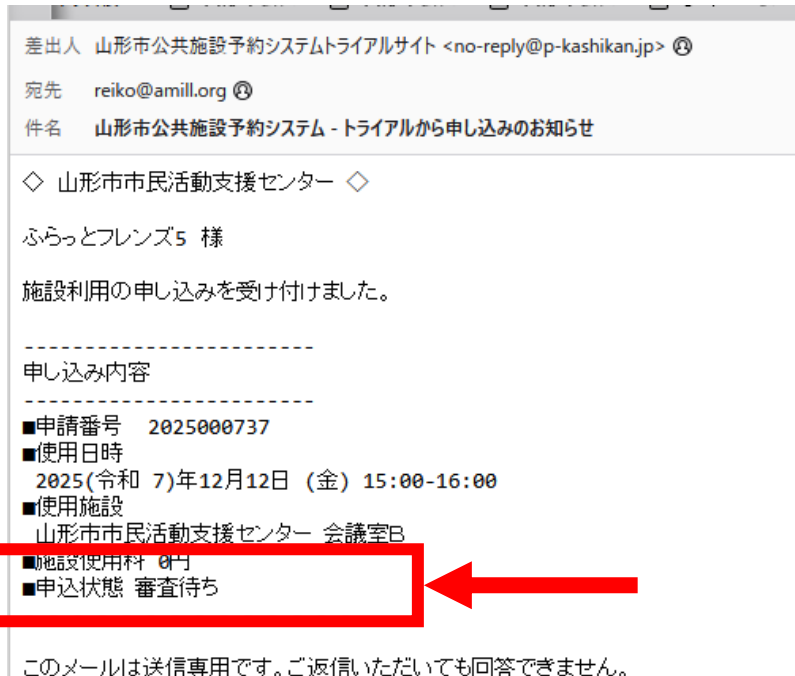 差出人 山形市公共施設予約システムトライアルサイト <no-reply@p-kashikan.jp>
宛先 reiko@amill.org
件名 山形市公共施設予約システム - トライアルから申し込みのお知らせ
◇ 山形市市民活動支援センター ◇
ふらっとフレンズ5 様
施設利用の申し込みを受け付けました。
------------------------
申し込み内容
------------------------
■申請番号 2025000737
■使用日時
2025(令和 7)年12月12日 (金) 15:00-16:00
■使用施設
山形市市民活動支援センター 会議室B
■施設使用料 0円
■申込状態 審査待ち
このメールは送信専用です。ご返信いただいても回答できません。